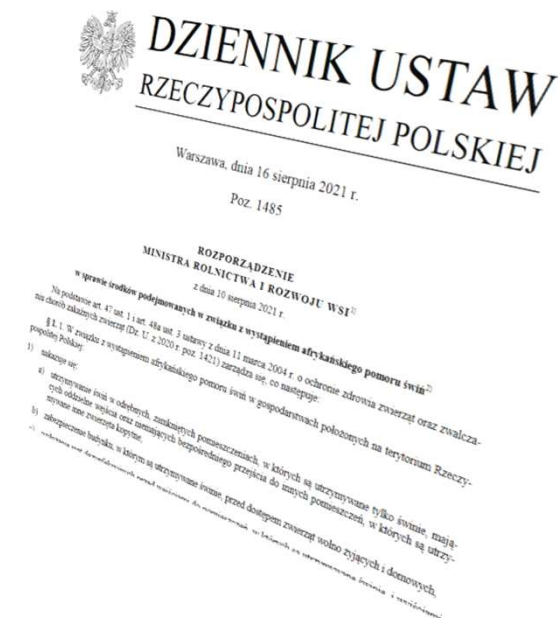 DZIENNIK USTAW
RZECZYPOSPOLITEJ POLSKIEJ
Warszawa, dnia 16 sierpnia 2021 r.
Poz. 1485
ROZPORZĄDZENIE
MINISTRA ROLNICTWA I ROZWOJU WSI¹⁾
z dnia 10 sierpnia 2021 r.
w sprawie środków podejmowanych w związku z wystąpieniem afrykańskiego pomoru świń²⁾
Na podstawie art. 47 ust. 1 i art. 48a ust. 3 ustawy z dnia 11 marca 2004 r. o ochronie zdrowia zwierząt oraz zwalcza-
niu chorób zakaźnych zwierząt (Dz. U. z 2020 r. poz. 1421) zarządza się, co następuje:
§ 1. 1. W związku z wystąpieniem afrykańskiego pomoru świń w gospodarstwach położonych na terytorium Rzeczy-
pospolitej Polskiej:
1) nakazuje się:
a) utrzymywanie świń w odrębnych, zamkniętych pomieszczeniach, w których są utrzymywane tylko świnie, mają-
cych oddzielne wejścia oraz niemających bezpośredniego przejścia do innych pomieszczeń, w których są utrzy-
mywane inne zwierzęta kopytne,
b) zabezpieczenie budynku, w którym są utrzymywane świnie, przed dostępem zwierząt wolno żyjących i domowych,